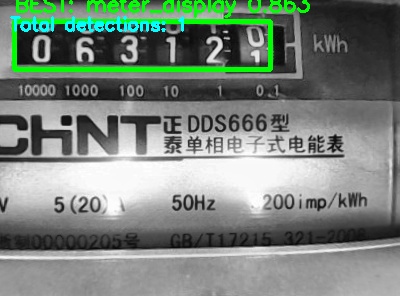 BEST: meter_display 0.863
Total detections: 1
0 6 3 1 2 0 1 kWh
10000 1000 100 10 1 0.1
CHNT 正 DDS666型
泰 单相电子式电能表
V 5(20)A 50Hz 200imp/kWh
制00000205号 GB/T17215.321-2008